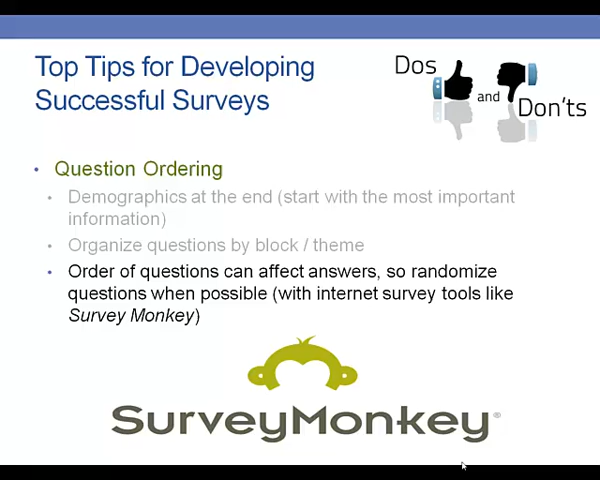 Top Tips for Developing
Successful Surveys
Dos
and
Don'ts
• Question Ordering
• Demographics at the end (start with the most important
information)
• Organize questions by block / theme
• Order of questions can affect answers, so randomize
questions when possible (with internet survey tools like
Survey Monkey)
SurveyMonkey®